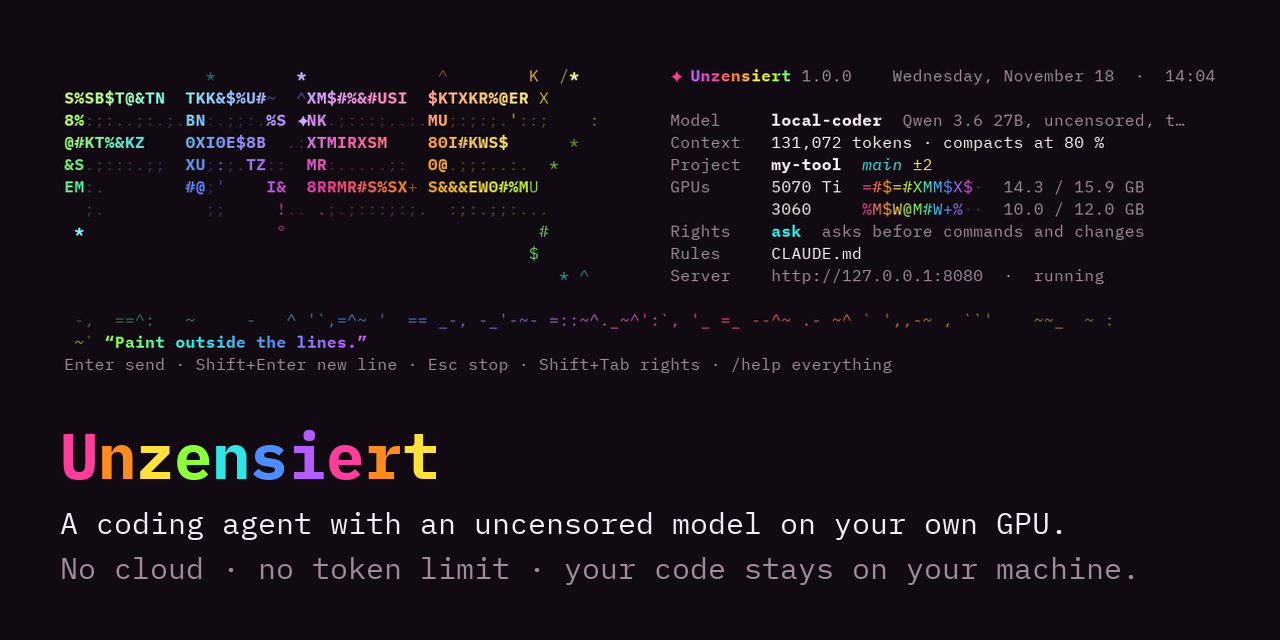 ✦ Unzensiert 1.0.0 Wednesday, November 18 · 14:04
Model local-coder Qwen 3.6 27B, uncensored, t…
Context 131,072 tokens · compacts at 80 %
Project my-tool main ±2
GPUs 5070 Ti =#$=#XMM$X$· 14.3 / 15.9 GB
3060 %M$W@M#W+%·· 10.0 / 12.0 GB
Rights ask asks before commands and changes
Rules CLAUDE.md
Server http://127.0.0.1:8080 · running
“Paint outside the lines.”
Enter send · Shift+Enter new line · Esc stop · Shift+Tab rights · /help everything
Unzensiert
A coding agent with an uncensored model on your own GPU.
No cloud · no token limit · your code stays on your machine.